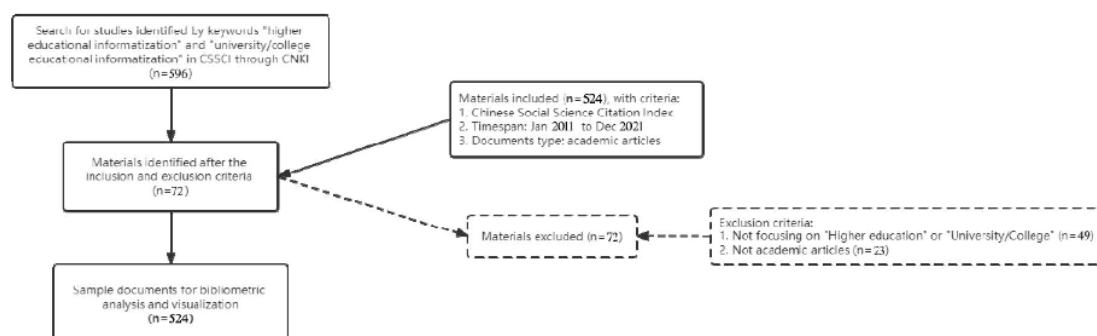 Search for studies identified by keywords "higher
educational informatization" and "university/college
educational informatization" in CSSCI through CNKI
(n=596)
Materials included (n=524), with criteria:
1. Chinese Social Science Citation Index
2. Timespan: Jan 2011 to Dec 2021
3. Documents type: academic articles
Materials identified after the
inclusion and exclusion criteria
(n=72)
Materials excluded (n=72)
Exclusion criteria:
1. Not focusing on "Higher education" or "University/College" (n=49)
2. Not academic articles (n=23)
Sample documents for bibliometric
analysis and visualization
(n=524)